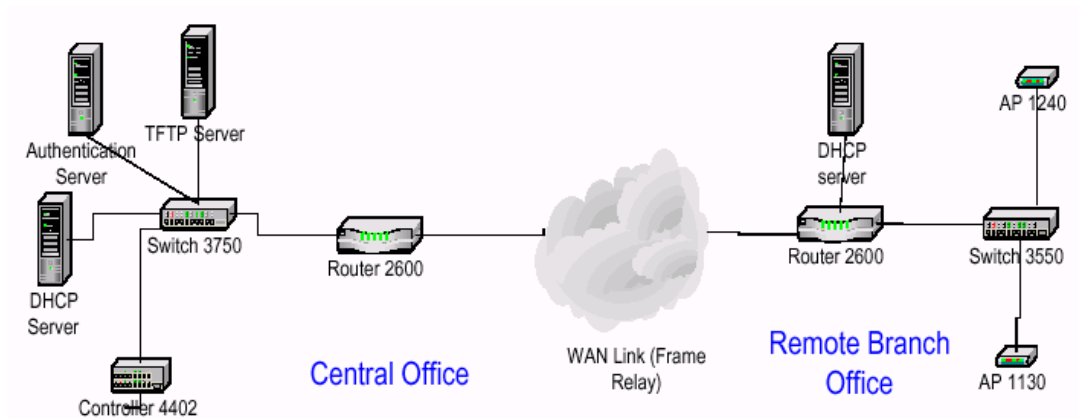 Authentication
Server
TFTP Server
DHCP
Server
Switch 3750
Controller 4402
Router 2600
Central Office
WAN Link (Frame
Relay)
DHCP
server
Router 2600
Remote Branch
Office
AP 1240
Switch 3550
AP 1130